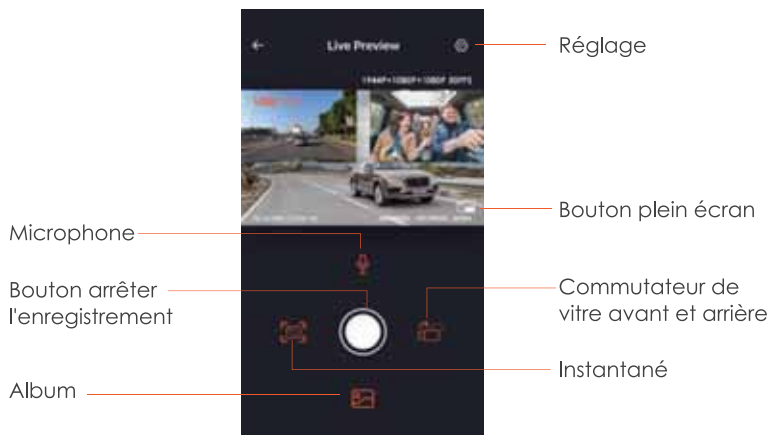 Live Preview
Réglage
1944P+1080P+1080P 30FPS
Bouton plein écran
Microphone
Bouton arrêter
l'enregistrement
Commutateur de
vitre avant et arrière
Instantané
Album